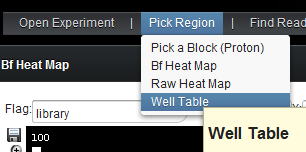 Open Experiment | Pick Region | Find Read
Pick a Block (Proton)
Bf Heat Map
Bf Heat Map
Raw Heat Map
Well Table
Flag: library
Well Table
100